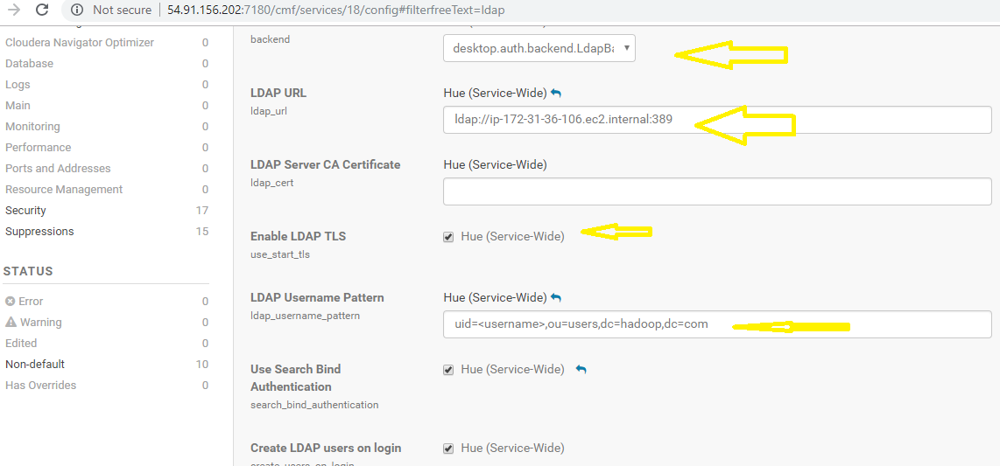 Not secured 54.91.156.202:7180/cmf/services/18/config#filterfreeText=ldap
Cloudera Navigator Optimizer 0
Database 0
Logs 0
Main 0
Monitoring 0
Performance 0
Ports and Addresses 0
Resource Management 0
Security 17
Suppressions 15
STATUS
Error 0
Warning 0
Edited 0
Non-default 10
Has Overrides 0
backend
desktop.auth.backend.LdapBa
LDAP URL Hue (Service-Wide)
ldap_url
ldap://ip-172-31-36-106.ec2.internal:389
LDAP Server CA Certificate Hue (Service-Wide)
ldap_cert
Enable LDAP TLS Hue (Service-Wide)
use_start_tls
LDAP Username Pattern Hue (Service-Wide)
ldap_username_pattern
uid=<username>,ou=users,dc=hadoop,dc=com
Use Search Bind Hue (Service-Wide)
Authentication
search_bind_authentication
Create LDAP users on login Hue (Service-Wide)
create_users_on_login